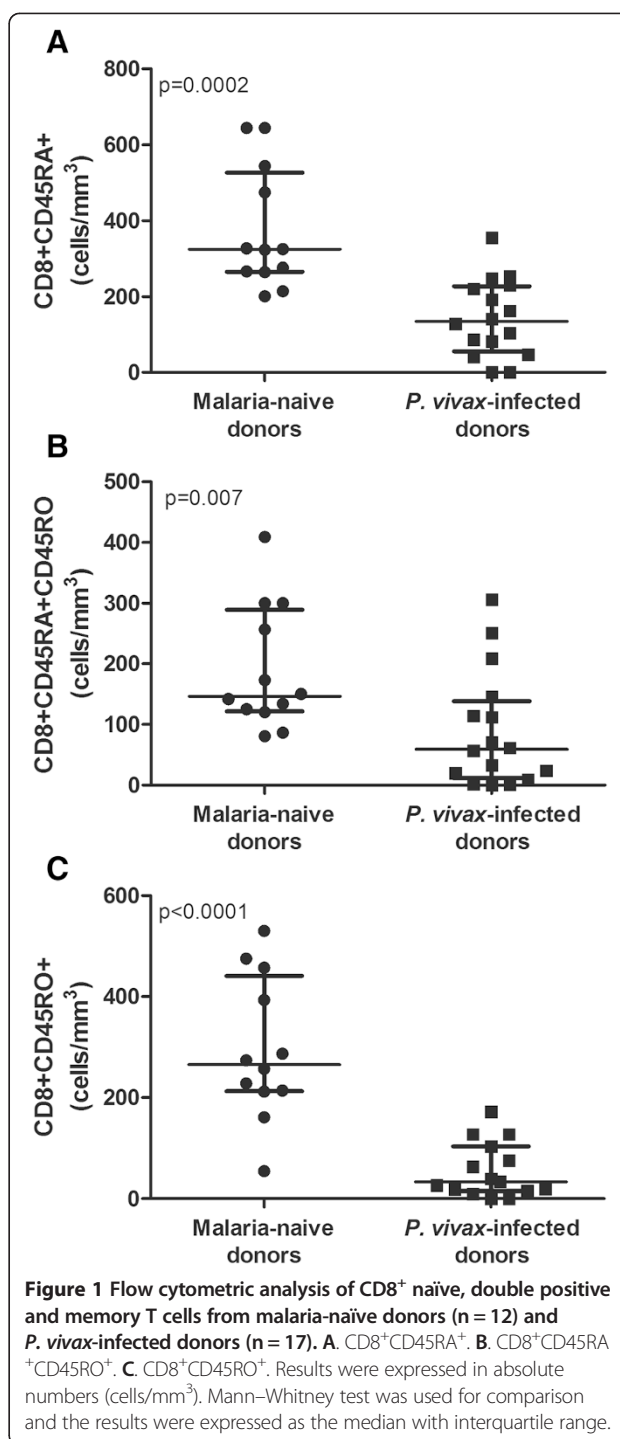 A
800
600
400
200
0
p=0.0002
CD8+CD45RA+
(cells/mm³)
Malaria-naive
donors
P. vivax-infected
donors
B
500
400
300
200
100
0
p=0.007
CD8+CD45RA+CD45RO
(cells/mm³)
Malaria-naive
donors
P. vivax-infected
donors
C
600
400
200
0
p<0.0001
CD8+CD45RO+
(cells/mm³)
Malaria-naive
donors
P. vivax-infected
donors
Figure 1 Flow cytometric analysis of CD8⁺ naïve, double positive
and memory T cells from malaria-naïve donors (n = 12) and
P. vivax-infected donors (n = 17). A. CD8⁺CD45RA⁺. B. CD8⁺CD45RA
⁺CD45RO⁺. C. CD8⁺CD45RO⁺. Results were expressed in absolute
numbers (cells/mm³). Mann–Whitney test was used for comparison
and the results were expressed as the median with interquartile range.